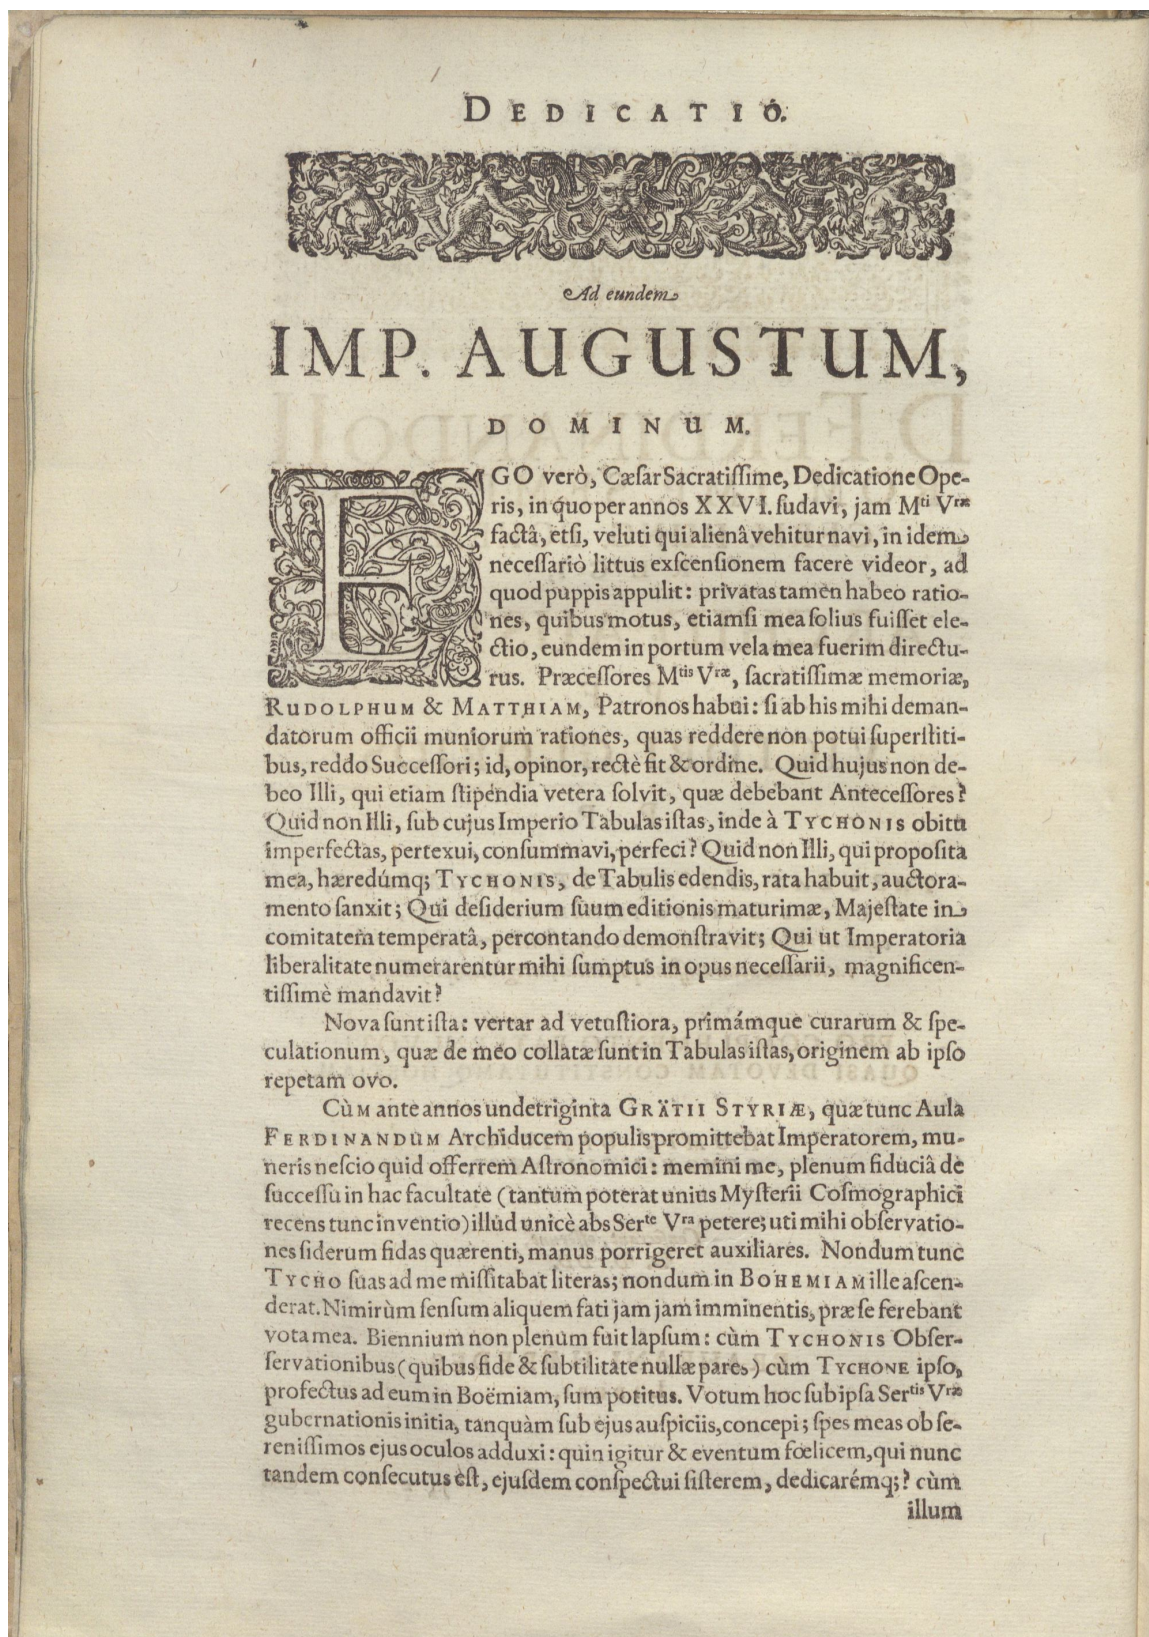 DEDICATIO.
Ad eundem
IMP. AUGUSTUM,
DOMINUM.
EGO verò, Cæsar Sacratissime, Dedicatione Ope-
ris, in quo per annos XXVI. sudavi, jam Mti Vræ
factâ, etsi, veluti qui alienâ vehitur navi, in idem
necessariò littus exscensionem facere videor, ad
quod puppis appulit: privatas tamen habeo ratio-
nes, quibus motus, etiamsi mea solius fuisset ele-
ctio, eundem in portum vela mea fuerim directu-
rus. Præcessores Mtis Vræ, sacratissimæ memoriæ,
RUDOLPHUM & MATTHIAM, Patronos habui: si ab his mihi deman-
datorum officii muniorum rationes, quas reddere non potui superstiti-
bus, reddo Successori; id, opinor, rectè fit & ordine. Quid hujus non de-
beo Illi, qui etiam stipendia vetera solvit, quæ debebant Antecessores?
Quid non Illi, sub cujus Imperio Tabulas istas, inde à TYCHONIS obitu
imperfectas, pertexui, consummavi, perfeci? Quid non Illi, qui proposita
mea, hæredúmq; TYCHONIS, de Tabulis edendis, rata habuit, auctora-
mento sanxit; Qui desiderium suum editionis maturimæ, Majestate in
comitatem temperatâ, percontando demonstravit; Qui ut Imperatoria
liberalitate numerarentur mihi sumptus in opus necessarii, magnificen-
tissimè mandavit?
Nova sunt ista: vertar ad vetustiora, primámque curarum & spe-
culationum, quæ de meo collatæ sunt in Tabulas istas, originem ab ipso
repetam ovo.
CÙM ante annos undetriginta GRÄTII STYRIÆ, quæ tunc Aula
FERDINANDUM Archiducem populis promittebat Imperatorem, mu-
neris nescio quid offerrem Astronomici: memini me, plenum fiduciâ de
successu in hac facultate (tantum poterat unius Mysterii Cosmographici
recens tunc inventio) illud unicè abs Serte Vra petere; uti mihi observatio-
nes siderum fidas quærenti, manus porrigeret auxiliares. Nondum tunc
TYCHO suas ad me missitabat literas; nondum in BOHEMIAM ille ascen-
derat. Nimirùm sensum aliquem fati jam jam imminentis, præ se ferebant
vota mea. Biennium non plenum fuit lapsum: cùm TYCHONIS Obser-
servationibus (quibus fide & subtilitate nullæ pares) cùm TYCHONE ipso,
profectus ad eum in Boëmiam, sum potitus. Votum hoc sub ipsa Sertis Vræ
gubernationis initia, tanquàm sub ejus auspiciis, concepi; spes meas ob se-
renissimos ejus oculos adduxi: quin igitur & eventum fœlicem, qui nunc
tandem consecutus est, ejusdem conspectui sisterem, dedicarémq;? cùm
illum